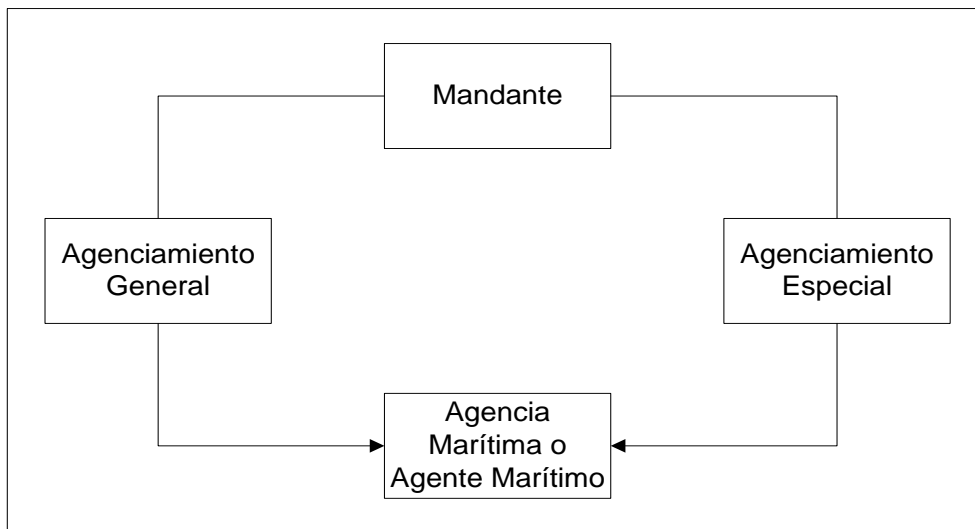 Mandante
Agenciamiento
General
Agenciamiento
Especial
Agencia
Marítima o
Agente Marítimo